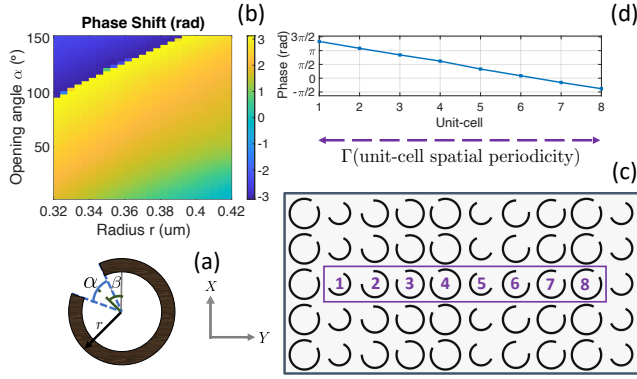 Phase Shift (rad)
(b)
Opening angle α (°)
150
100
50
0.32 0.34 0.36 0.38 0.4 0.42
Radius r (um)
3
2
1
0
-1
-2
-3
(d)
Phase (rad)
3π/2
π
π/2
0
-π/2
1 2 3 4 5 6 7 8
Unit-cell
Γ(unit-cell spatial periodicity)
(c)
1 2 3 4 5 6 7 8
(a)
α
β
r
X
Y